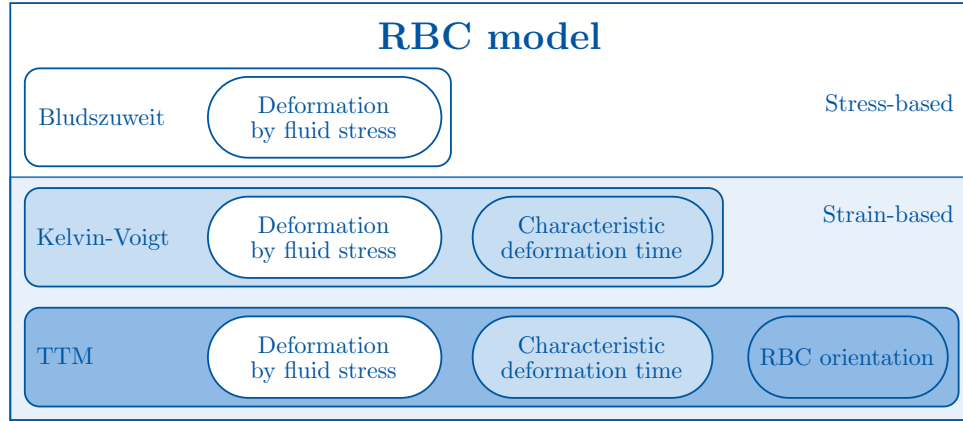 RBC model
Stress-based
Bludszuweit
Deformation
by fluid stress
Strain-based
Kelvin-Voigt
Deformation
by fluid stress
Characteristic
deformation time
TTM
Deformation
by fluid stress
Characteristic
deformation time
RBC orientation